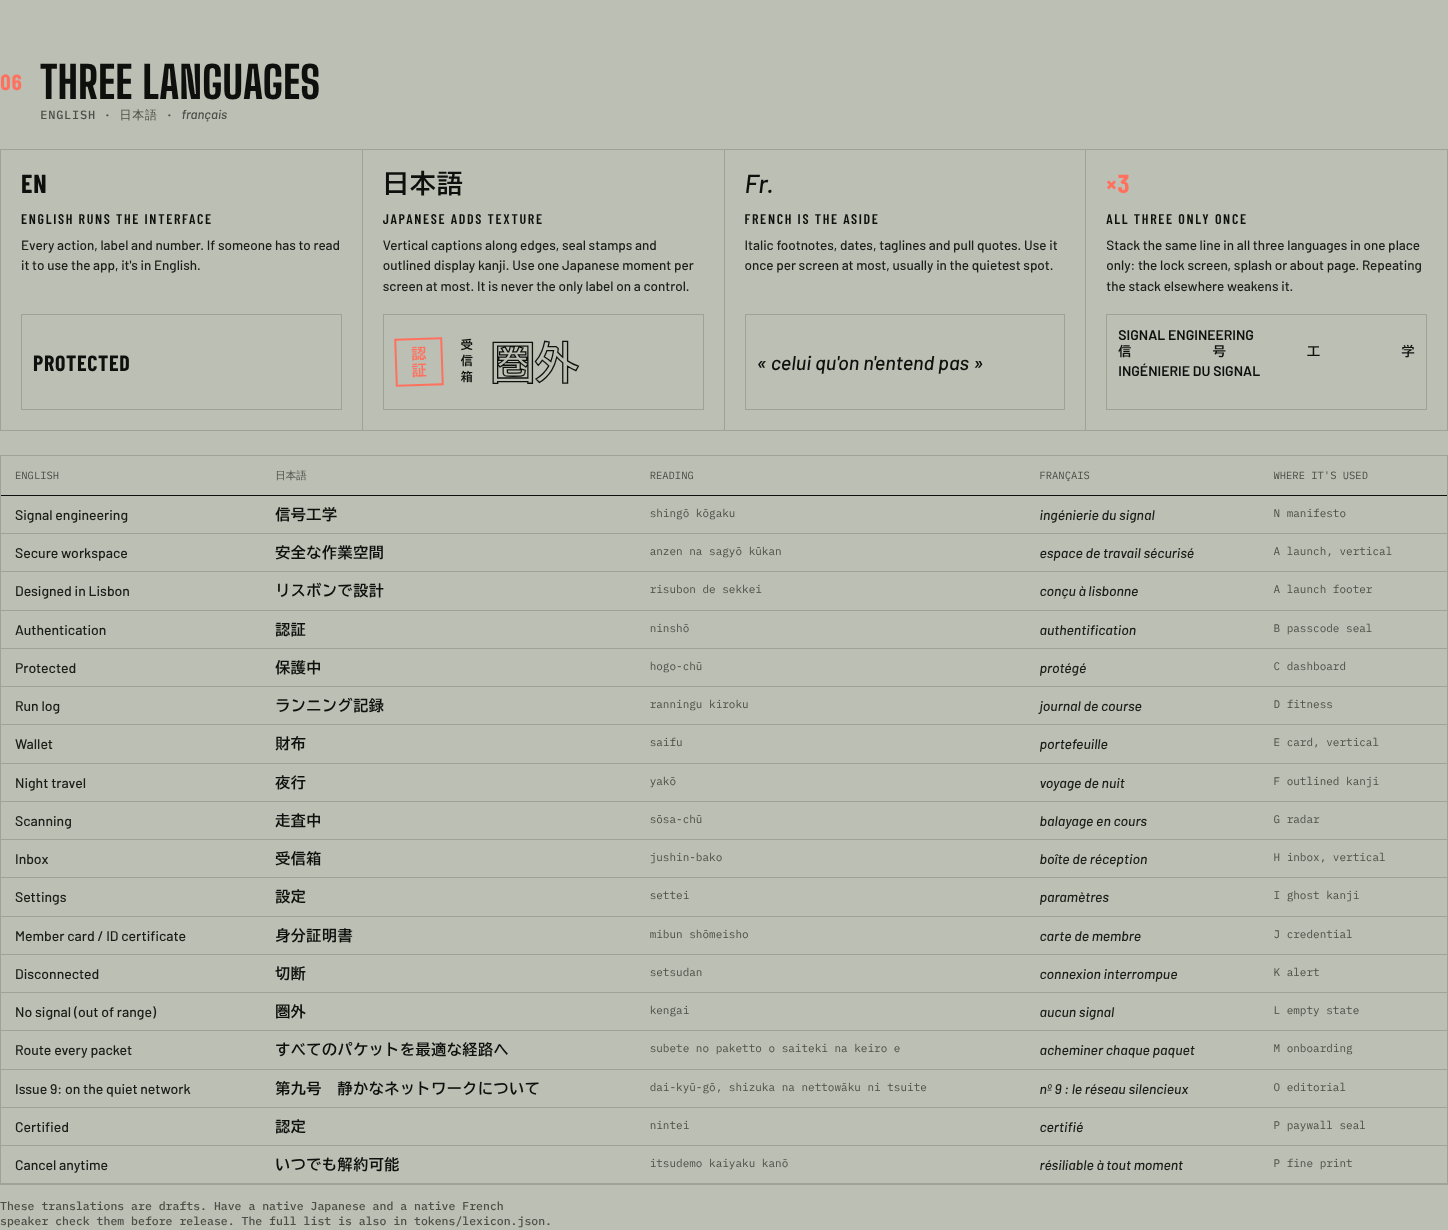 06
THREE LANGUAGES
ENGLISH · 日本語 · français
EN
ENGLISH RUNS THE INTERFACE
Every action, label and number. If someone has to read
it to use the app, it's in English.
PROTECTED
日本語
JAPANESE ADDS TEXTURE
Vertical captions along edges, seal stamps and
outlined display kanji. Use one Japanese moment per
screen at most. It is never the only label on a control.
認証
受信箱
圏外
Fr.
FRENCH IS THE ASIDE
Italic footnotes, dates, taglines and pull quotes. Use it
once per screen at most, usually in the quietest spot.
« celui qu'on n'entend pas »
×3
ALL THREE ONLY ONCE
Stack the same line in all three languages in one place
only: the lock screen, splash or about page. Repeating
the stack elsewhere weakens it.
SIGNAL ENGINEERING
信 号 工 学
INGÉNIERIE DU SIGNAL
ENGLISH 日本語 READING FRANÇAIS WHERE IT'S USED
Signal engineering 信号工学 shingō kōgaku ingénierie du signal N manifesto
Secure workspace 安全な作業空間 anzen na sagyō kūkan espace de travail sécurisé A launch, vertical
Designed in Lisbon リスボンで設計 risubon de sekkei conçu à lisbonne A launch footer
Authentication 認証 ninshō authentification B passcode seal
Protected 保護中 hogo-chū protégé C dashboard
Run log ランニング記録 ranningu kiroku journal de course D fitness
Wallet 財布 saifu portefeuille E card, vertical
Night travel 夜行 yakō voyage de nuit F outlined kanji
Scanning 走査中 sōsa-chū balayage en cours G radar
Inbox 受信箱 jushin-bako boîte de réception H inbox, vertical
Settings 設定 settei paramètres I ghost kanji
Member card / ID certificate 身分証明書 mibun shōmeisho carte de membre J credential
Disconnected 切断 setsudan connexion interrompue K alert
No signal (out of range) 圏外 kengai aucun signal L empty state
Route every packet すべてのパケットを最適な経路へ subete no paketto o saiteki na keiro e acheminer chaque paquet M onboarding
Issue 9: on the quiet network 第九号　静かなネットワークについて dai-kyū-gō, shizuka na nettowāku ni tsuite nº 9 : le réseau silencieux O editorial
Certified 認定 nintei certifié P paywall seal
Cancel anytime いつでも解約可能 itsudemo kaiyaku kanō résiliable à tout moment P fine print
These translations are drafts. Have a native Japanese and a native French
speaker check them before release. The full list is also in tokens/lexicon.json.